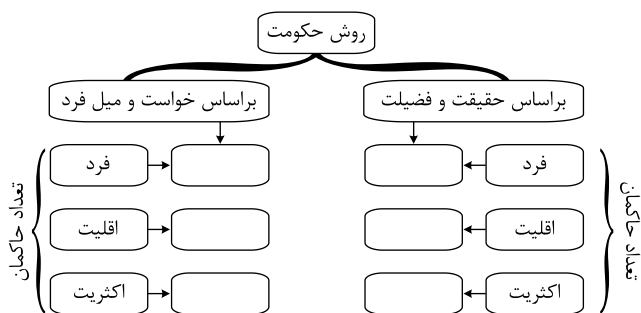 روش حکومت
براساس حقیقت و فضیلت
براساس خواست و میل فرد
فرد
فرد
اقلیت
اقلیت
اکثریت
اکثریت
تعداد حاکمان
تعداد حاکمان